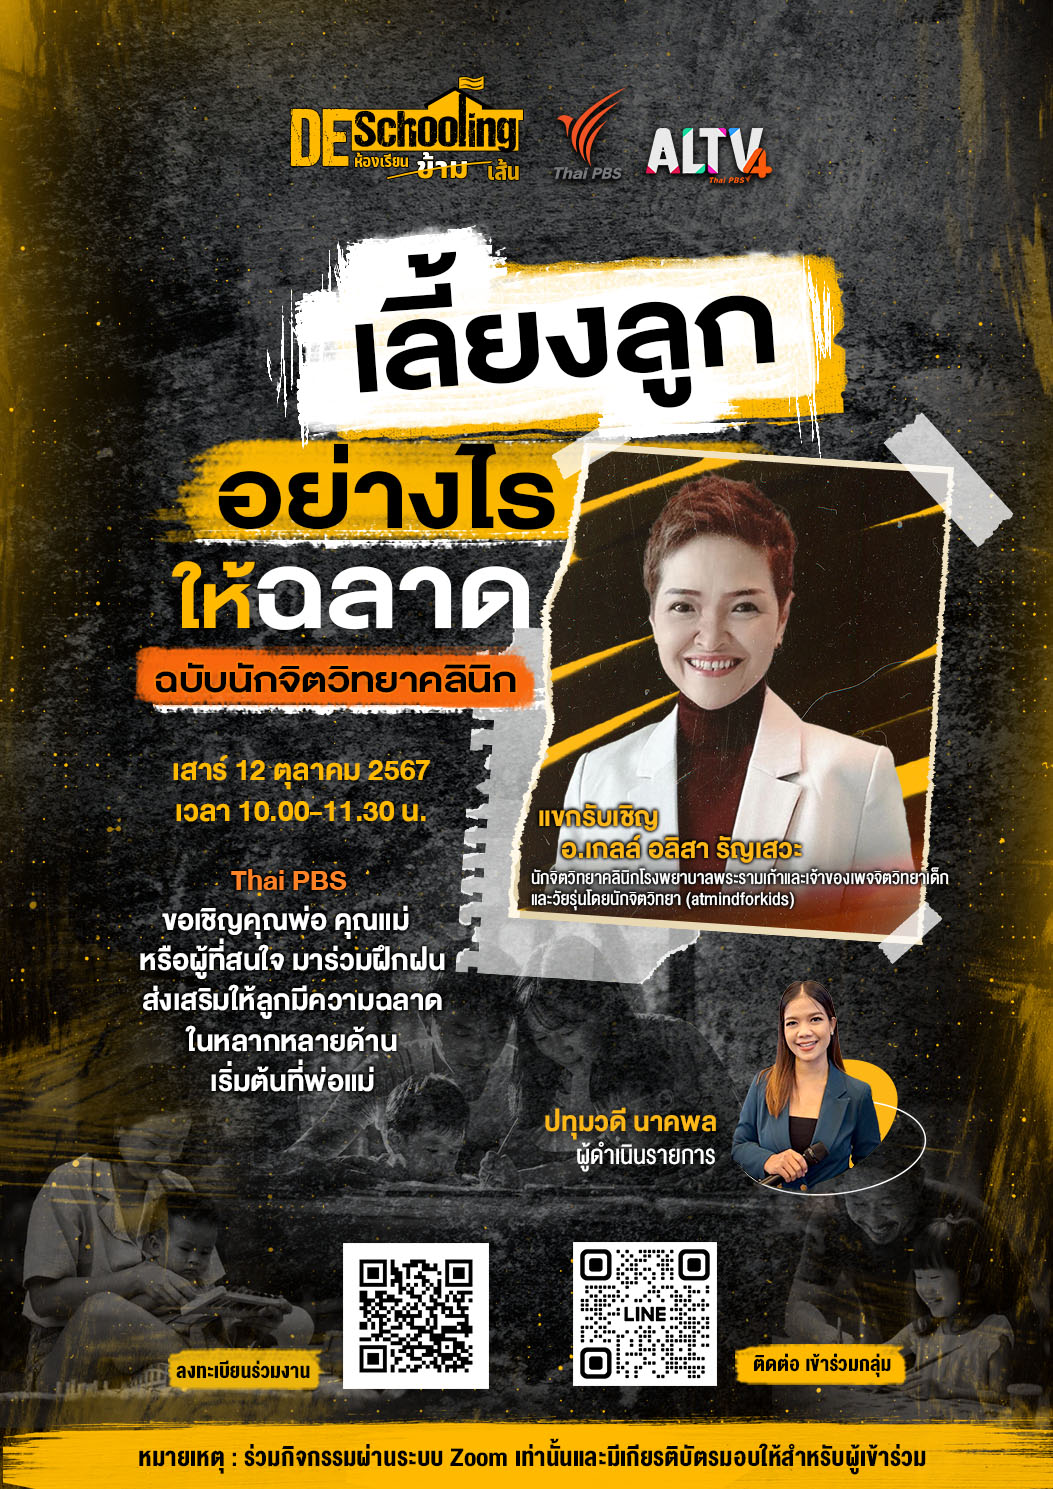 DESchooling
ห้องเรียน ข้าม เส้น
Thai PBS
ALTV4
Thai PBS
เลี้ยงลูก
อย่างไร
ให้ฉลาด
ฉบับนักจิตวิทยาคลินิก
เสาร์ 12 ตุลาคม 2567
เวลา 10.00-11.30 น.
Thai PBS
ขอเชิญคุณพ่อ คุณแม่
หรือผู้ที่สนใจ มาร่วมฝึกฝน
ส่งเสริมให้ลูกมีความฉลาด
ในหลากหลายด้าน
เริ่มต้นที่พ่อแม่
แขกรับเชิญ
อ.เกลล์ อลิสา รัญเสวะ
นักจิตวิทยาคลินิกโรงพยาบาลพระรามเก้าและเจ้าของเพจจิตวิทยาเด็ก
และวัยรุ่นโดยนักจิตวิทยา (atmindforkids)
ปทุมวดี นาคพล
ผู้ดำเนินรายการ
LINE
ลงทะเบียนร่วมงาน
ติดต่อ เข้าร่วมกลุ่ม
หมายเหตุ : ร่วมกิจกรรมผ่านระบบ Zoom เท่านั้นและมีเกียรติบัตรมอบให้สำหรับผู้เข้าร่วม